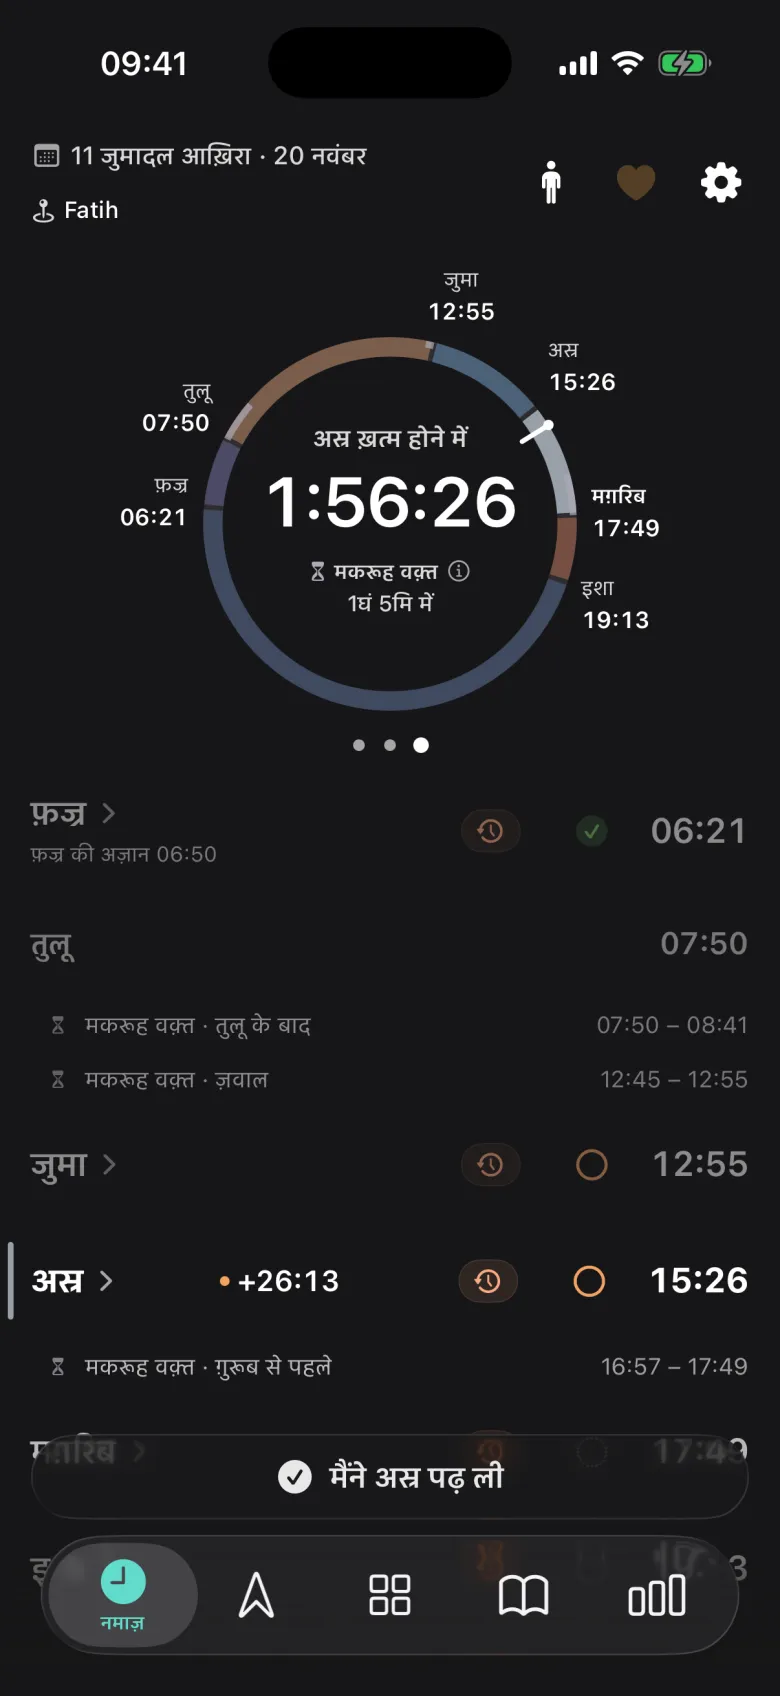 09:41
11 जुमादल आख़िरा · 20 नवंबर
Fatih
जुमा
12:55
अस्र
15:26
तुलू
07:50
अस्र ख़त्म होने में
1:56:26
फ़ज्र
06:21
मग़रिब
17:49
मकरूह वक़्त
1घं 5मि में
इशा
19:13
फ़ज्र
06:21
फ़ज्र की अज़ान 06:50
तुलू
07:50
मकरूह वक़्त · तुलू के बाद 07:50 – 08:41
मकरूह वक़्त · ज़वाल 12:45 – 12:55
जुमा 12:55
अस्र +26:13 15:26
मकरूह वक़्त · ग़ुरूब से पहले 16:57 – 17:49
मग़रिब 17:49
मैंने अस्र पढ़ ली
नमाज़